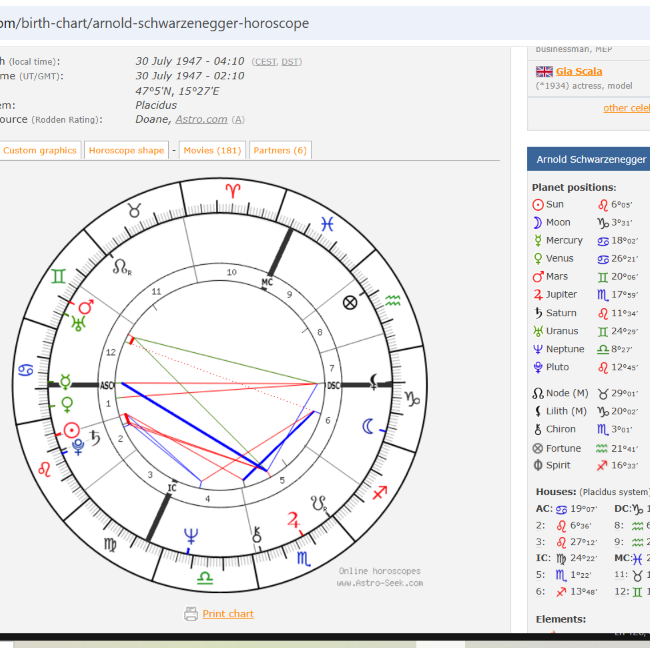 om/birth-chart/arnold-schwarzenegger-horoscope
h (local time): 30 July 1947 - 04:10 (CEST, DST)
me (UT/GMT): 30 July 1947 - 02:10
47°5'N, 15°27'E
em: Placidus
ource (Rodden Rating): Doane, Astro.com (A)
Custom graphics Horoscope shape - Movies (181) Partners (6)
10
MC
11
9
8
12
7
ASC
DSC
1
6
2
3
5
IC
4
R
R
Online horoscopes
www.Astro-Seek.com
Print chart
businessman, MEP
Gia Scala
(*1934) actress, model
other celeb
Arnold Schwarzenegger
Planet positions:
☉ Sun ♌ 6°05'
☽ Moon ♑ 3°31'
☿ Mercury ♋ 18°02'
♀ Venus ♋ 26°21'
♂ Mars ♊ 20°06'
♃ Jupiter ♏ 17°59'
♄ Saturn ♌ 11°34'
♅ Uranus ♊ 24°29'
♆ Neptune ♎ 8°27'
♇ Pluto ♌ 12°45'
☊ Node (M) ♉ 29°01'
⚸ Lilith (M) ♑ 20°02'
⚷ Chiron ♏ 3°01'
⊗ Fortune ♒ 21°41'
Spirit ♐ 16°33'
Houses: (Placidus system)
AC: ♋ 19°07' DC: ♑ 1
2: ♌ 6°36' 8: ♒ 6
3: ♌ 27°12' 9: ♒ 2
IC: ♍ 24°22' MC: ♓ 2
5: ♏ 1°22' 11: ♉ 1
6: ♐ 13°48' 12: ♊ 1
Elements: